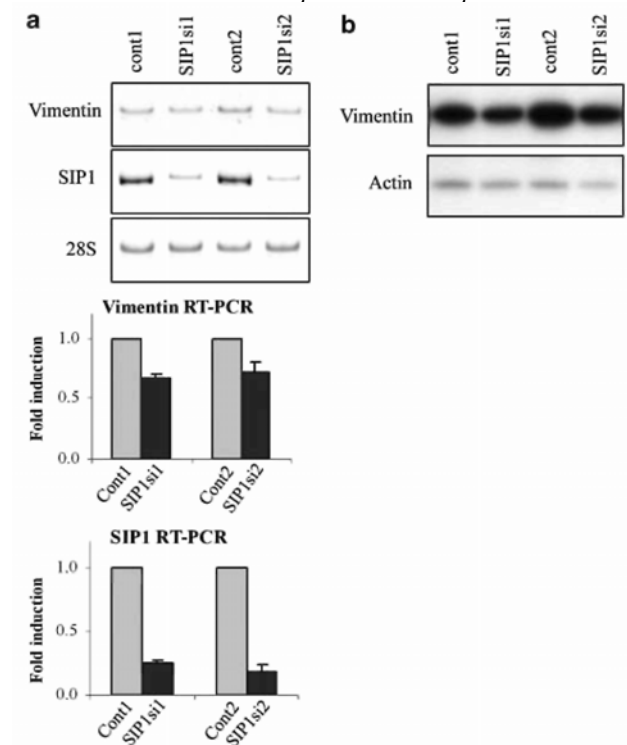 a
cont1 SIP1si1 cont2 SIP1si2
Vimentin
SIP1
28S
Vimentin RT-PCR
Fold induction
1.0
0.5
0.0
Cont1 SIP1si1 Cont2 SIP1si2
SIP1 RT-PCR
Fold induction
1.0
0.5
0.0
Cont1 SIP1si1 Cont2 SIP1si2
b
cont1 SIP1si1 cont2 SIP1si2
Vimentin
Actin